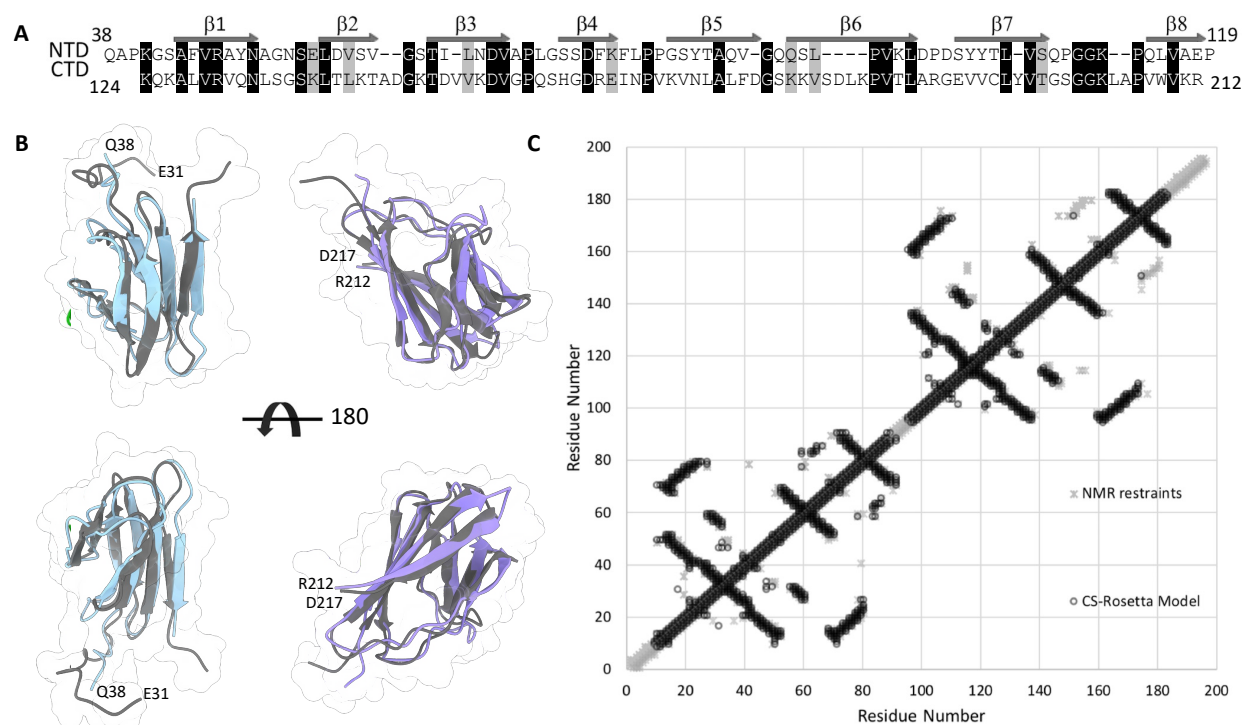 A
β1 β2 β3 β4 β5 β6 β7 β8
38
NTD QAPKGSAFVRAYNAGNSELDVSV--GSTI-LNDVAPLGSSDFKFLPPGSYTAQV-GQQSL-----PVKLDPDSYYTL-VSQPGGK--PQLVAEP 119
CTD KQKALVRVQNLSGSKLTLKTADGKTDVVKDVGPQSHGDREINPVKVNLALFDGSKKVSDLKPVTLARGEVVCLYVTGSGGKLAPVWVKR 212
124
B
Q38
E31
D217
R212
180
R212
D217
Q38
E31
C
200
180
160
140
120
100
80
60
40
20
0
Residue Number
NMR restraints
CS-Rosetta Model
0 20 40 60 80 100 120 140 160 180 200
Residue Number